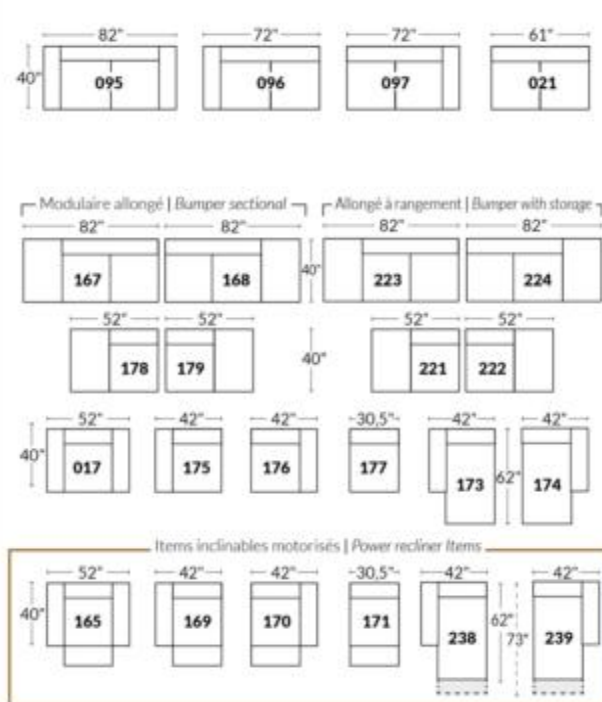 82" 72" 72" 61"
40"
095 096 097 021
Modulaire allongé | Bumper sectional Allongé à rangement | Bumper with storage
82" 82" 82" 82"
40"
167 168 223 224
52" 52" 52" 52"
40"
178 179 221 222
52" 42" 42" 30,5" 42" 42"
40"
017 175 176 177 173 62" 174
Items inclinables motorisés | Power recliner Items
52" 42" 42" 30,5" 42" 42"
40" 62"
165 169 170 171 238 73" 239